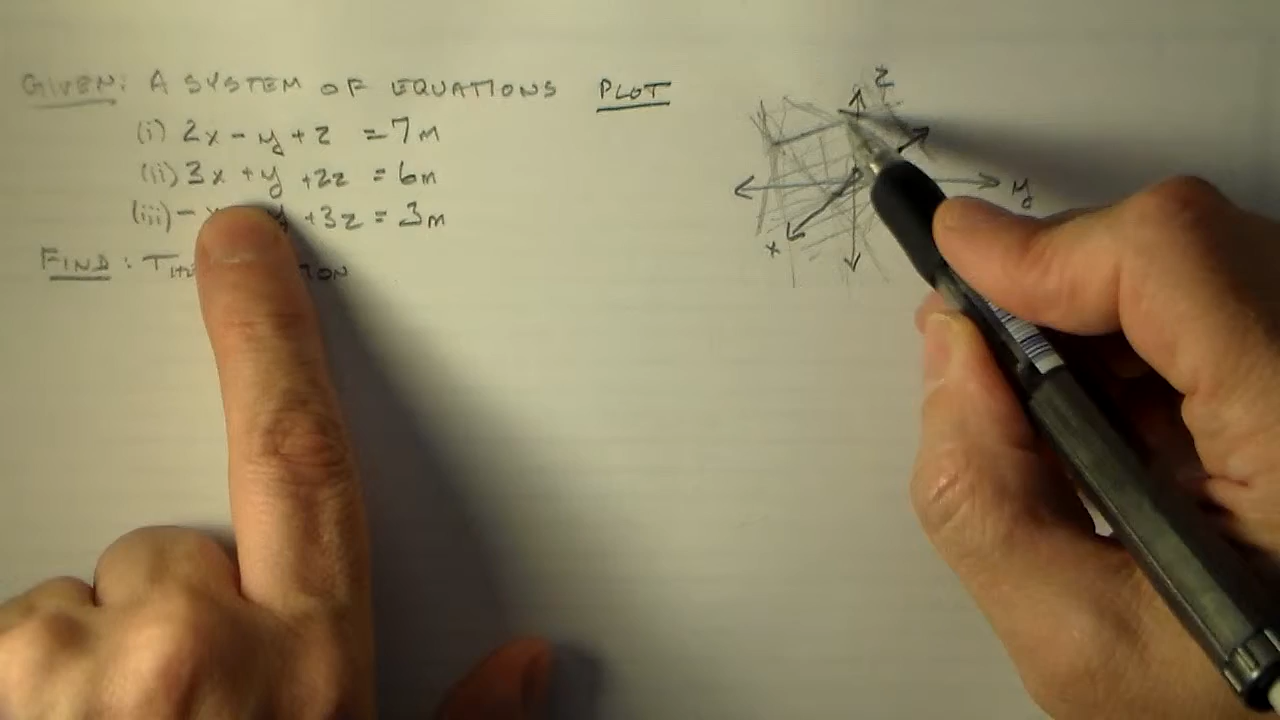 GIVEN: A SYSTEM OF EQUATIONS PLOT
(i) 2x - y + z = 7m
(ii) 3x + y + 2z = 6m
(iii) - y + 3z = 3m
FIND:
z
y
x